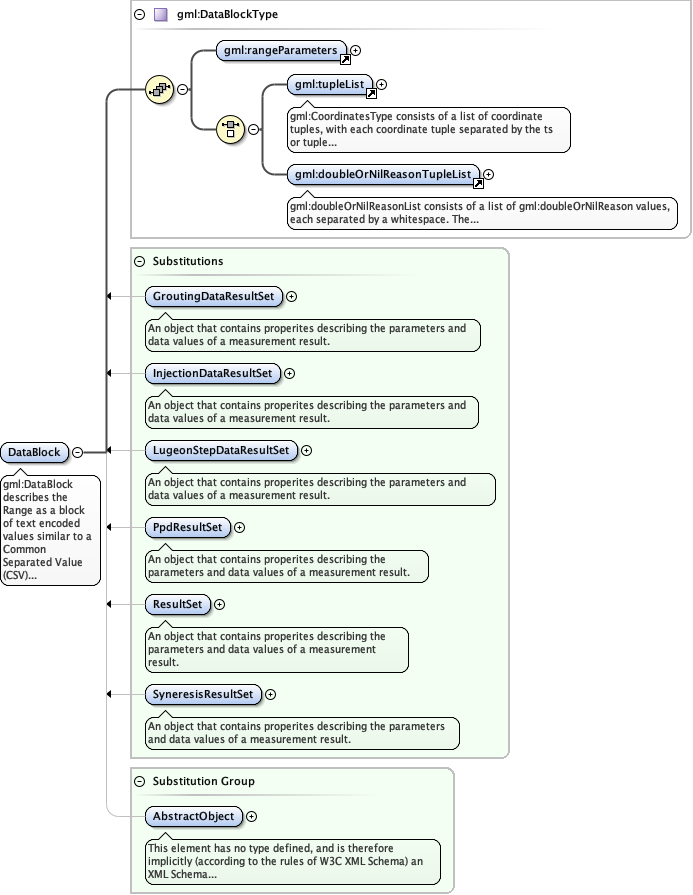 gml:DataBlockType
gml:rangeParameters
gml:tupleList
gml:CoordinatesType consists of a list of coordinate
tuples, with each coordinate tuple separated by the ts
or tuple...
gml:doubleOrNilReasonTupleList
gml:doubleOrNilReasonList consists of a list of gml:doubleOrNilReason values,
each separated by a whitespace. The...
Substitutions
GroutingDataResultSet
An object that contains properites describing the parameters and
data values of a measurement result.
InjectionDataResultSet
An object that contains properites describing the parameters and
data values of a measurement result.
DataBlock
gml:DataBlock
describes the
Range as a block
of text encoded
values similar to a
Common
Separated Value
(CSV)...
LugeonStepDataResultSet
An object that contains properites describing the parameters and
data values of a measurement result.
PpdResultSet
An object that contains properites describing the
parameters and data values of a measurement result.
ResultSet
An object that contains properites describing the
parameters and data values of a measurement
result.
SyneresisResultSet
An object that contains properites describing the parameters
and data values of a measurement result.
Substitution Group
AbstractObject
This element has no type defined, and is therefore
implicitly (according to the rules of W3C XML Schema) an
XML Schema...